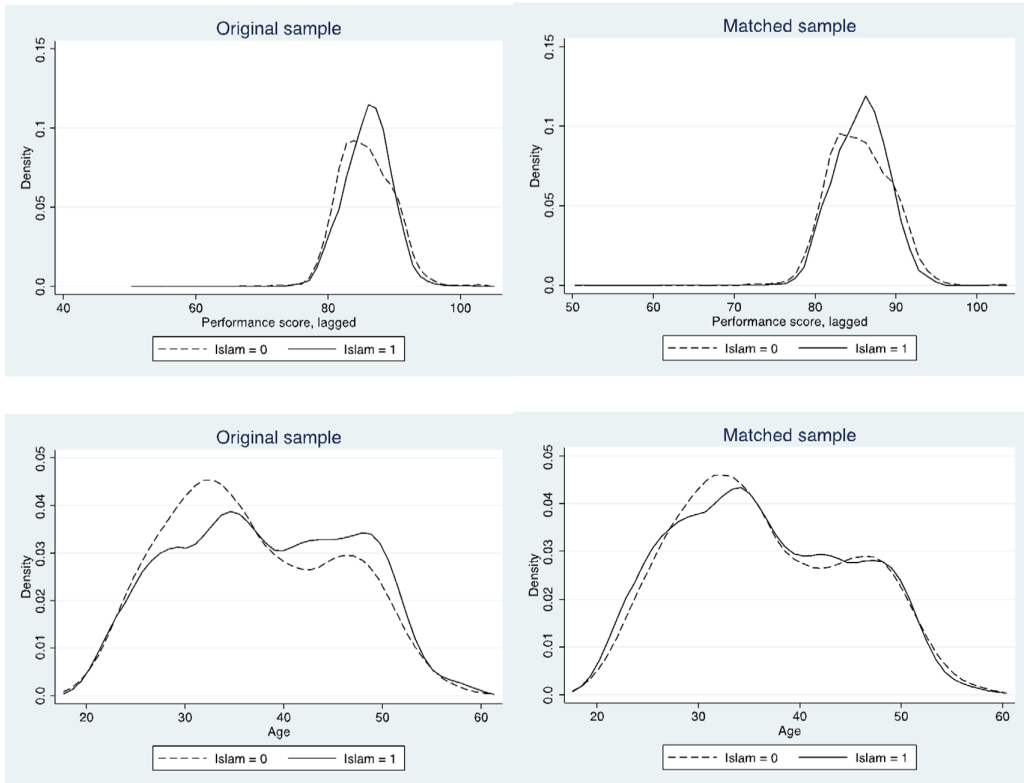 Original sample
Density
0.0
0.05
0.1
0.15
40
60
80
100
Performance score, lagged
Islam = 0
Islam = 1
Matched sample
Density
0.0
0.05
0.1
0.15
50
60
70
80
90
100
Performance score, lagged
Islam = 0
Islam = 1
Original sample
Density
0.0
0.01
0.02
0.03
0.04
0.05
20
30
40
50
60
Age
Islam = 0
Islam = 1
Matched sample
Density
0.0
0.01
0.02
0.03
0.04
0.05
20
30
40
50
60
Age
Islam = 0
Islam = 1